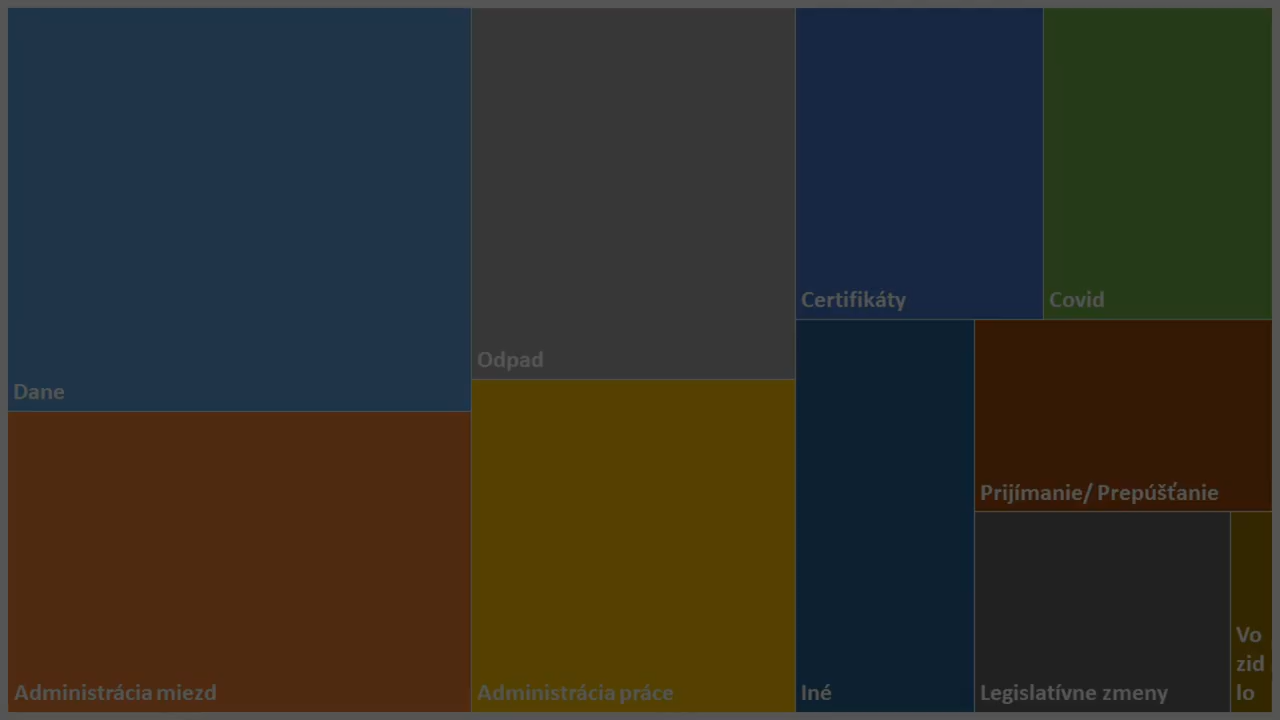 Dane
Odpad
Certifikáty
Covid
Administrácia miezd
Administrácia práce
Iné
Prijímanie/ Prepúšťanie
Legislatívne zmeny
Vo
zid
lo